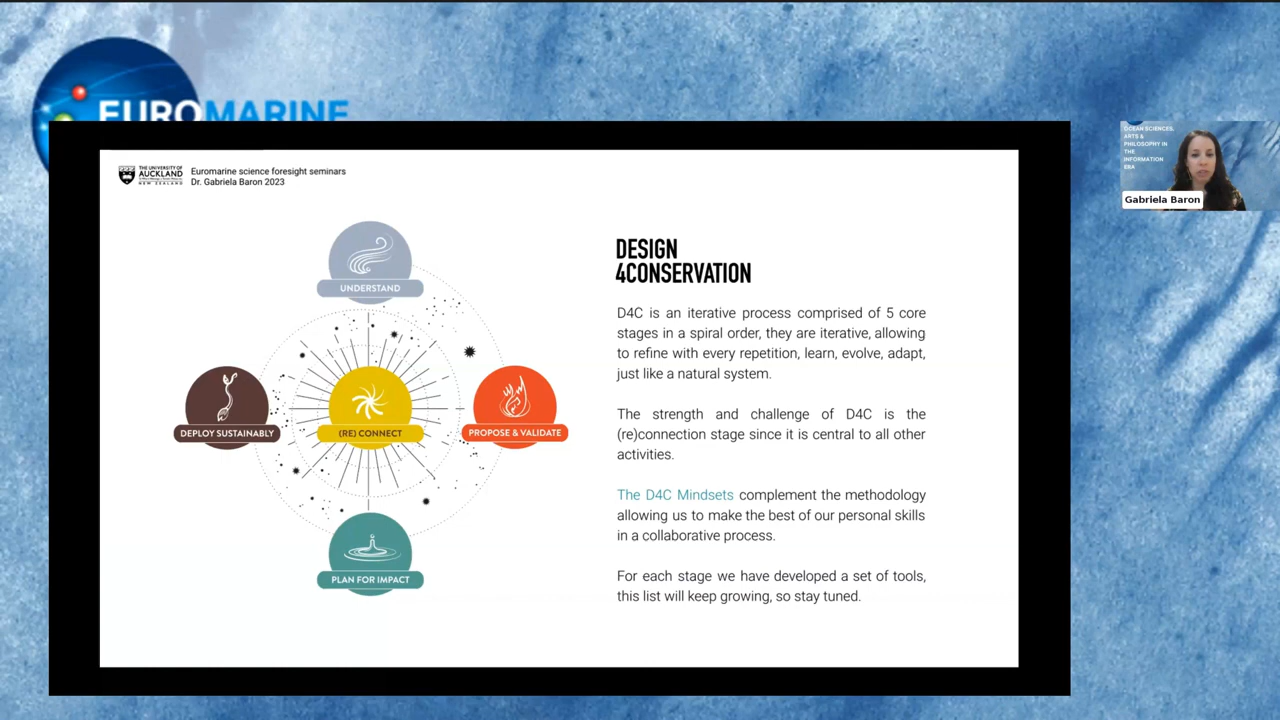 EUROMARINE
THE UNIVERSITY OF
AUCKLAND
NEW ZEALAND
Euromarine science foresight seminars
Dr. Gabriela Baron 2023
UNDERSTAND
DEPLOY SUSTAINABLY
(RE) CONNECT
PROPOSE & VALIDATE
PLAN FOR IMPACT
DESIGN
4CONSERVATION
D4C is an iterative process comprised of 5 core
stages in a spiral order, they are iterative, allowing
to refine with every repetition, learn, evolve, adapt,
just like a natural system.
The strength and challenge of D4C is the
(re)connection stage since it is central to all other
activities.
The D4C Mindsets complement the methodology
allowing us to make the best of our personal skills
in a collaborative process.
For each stage we have developed a set of tools,
this list will keep growing, so stay tuned.
OCEAN SCIENCES,
ARTS &
PHILOSOPHY IN
THE
INFORMATION
ERA
Gabriela Baron